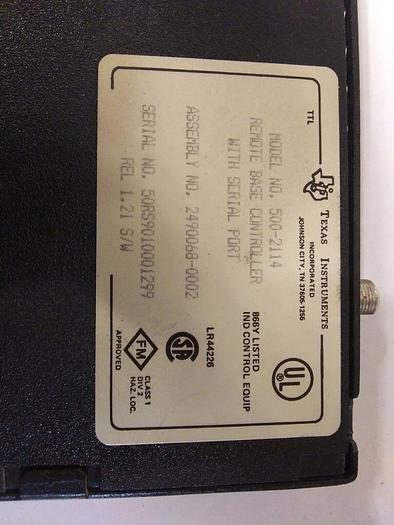 TEXAS INSTRUMENTS
INCORPORATED
JOHNSON CITY, TN 37605-1255
TTL
MODEL NO. 500-2114
REMOTE BASE CONTROLLER
WITH SERIAL PORT
ASSEMBLY NO. 2490068-0002
SERIAL NO. 50RS9010001299
REL 1.21 S/W
UL
®
866Y LISTED
IND CONTROL EQUIP
LR44226
SA
FM
APPROVED
CLASS 1
DIV 2
HAZ. LOC.